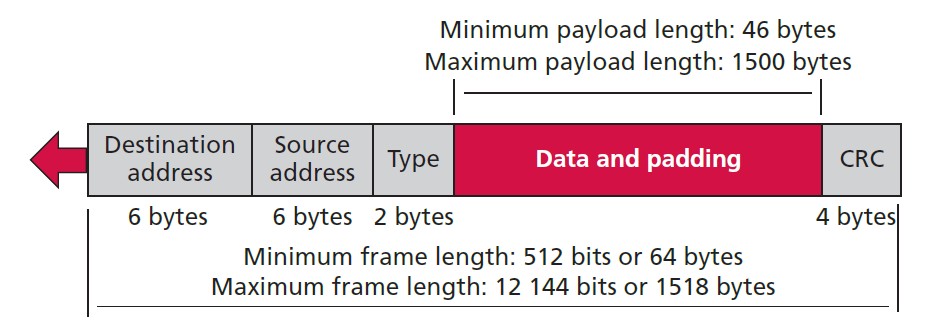 Minimum payload length: 46 bytes
Maximum payload length: 1500 bytes
Destination address
Source address
Type
Data and padding
CRC
6 bytes
6 bytes
2 bytes
4 bytes
Minimum frame length: 512 bits or 64 bytes
Maximum frame length: 12 144 bits or 1518 bytes